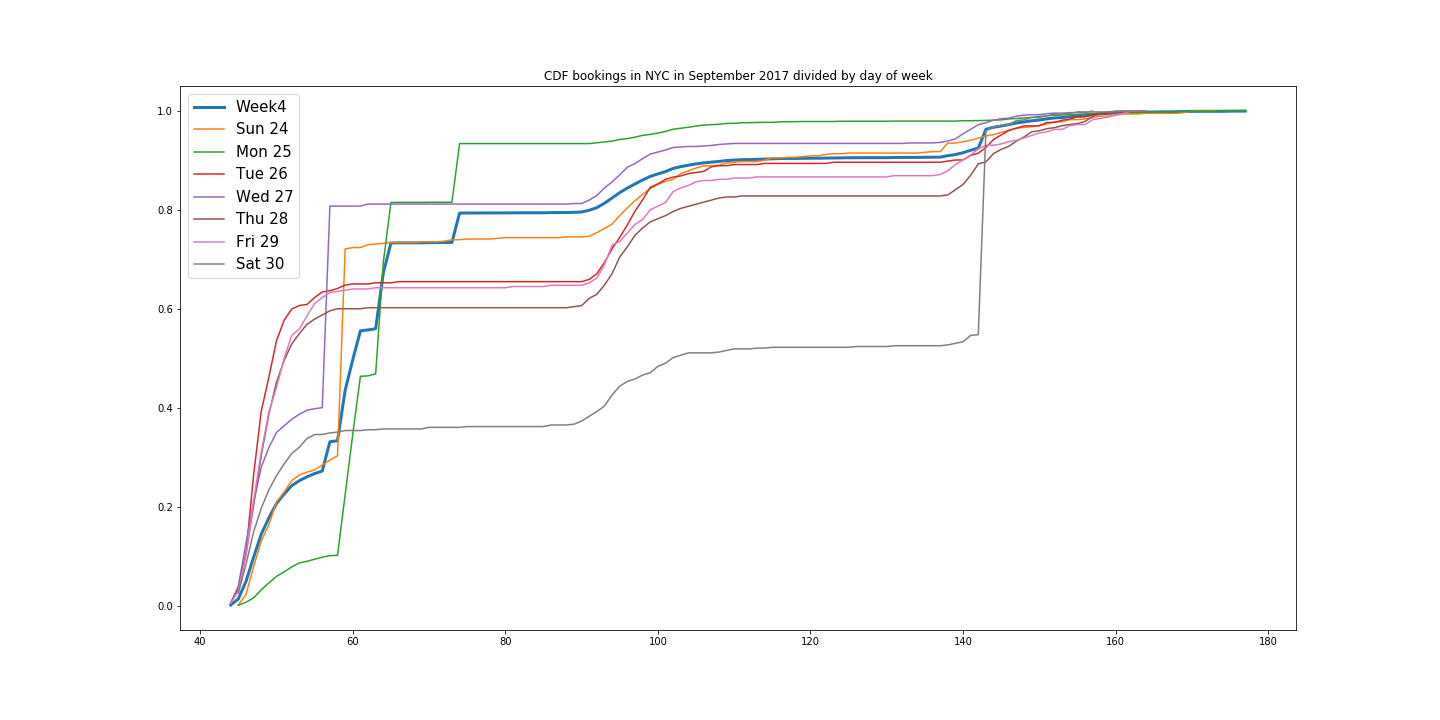 CDF bookings in NYC in September 2017 divided by day of week
1.0
0.8
0.6
0.4
0.2
0.0
Week4
Sun 24
Mon 25
Tue 26
Wed 27
Thu 28
Fri 29
Sat 30
40 60 80 100 120 140 160 180